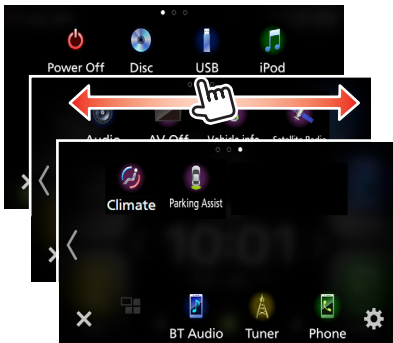 Power Off Disc USB iPod
Audio AV Off Vehicle info Satellite Radio
Climate Parking Assist
10:01
BT Audio Tuner Phone